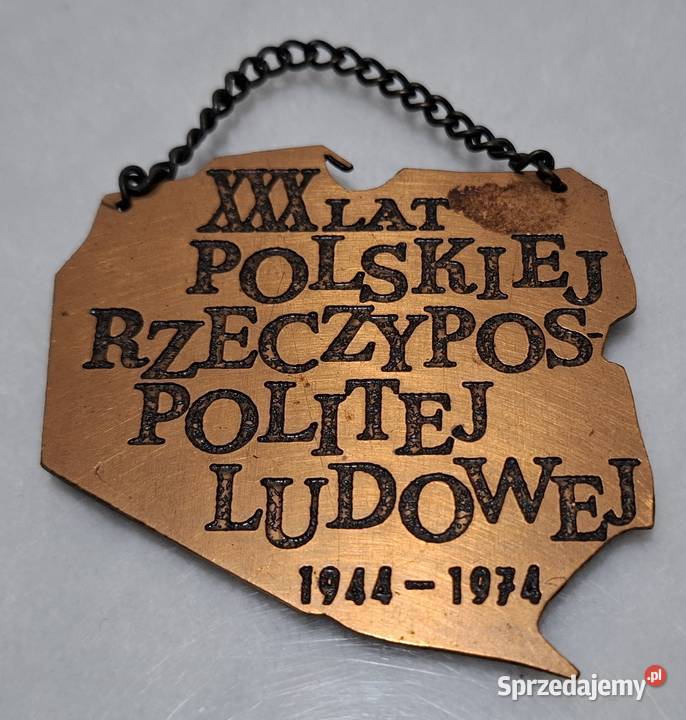 XXX LAT
POLSKIEJ
RZECZYPOS-
POLITEJ
LUDOWEJ
1944-1974
Sprzedajemy.pl